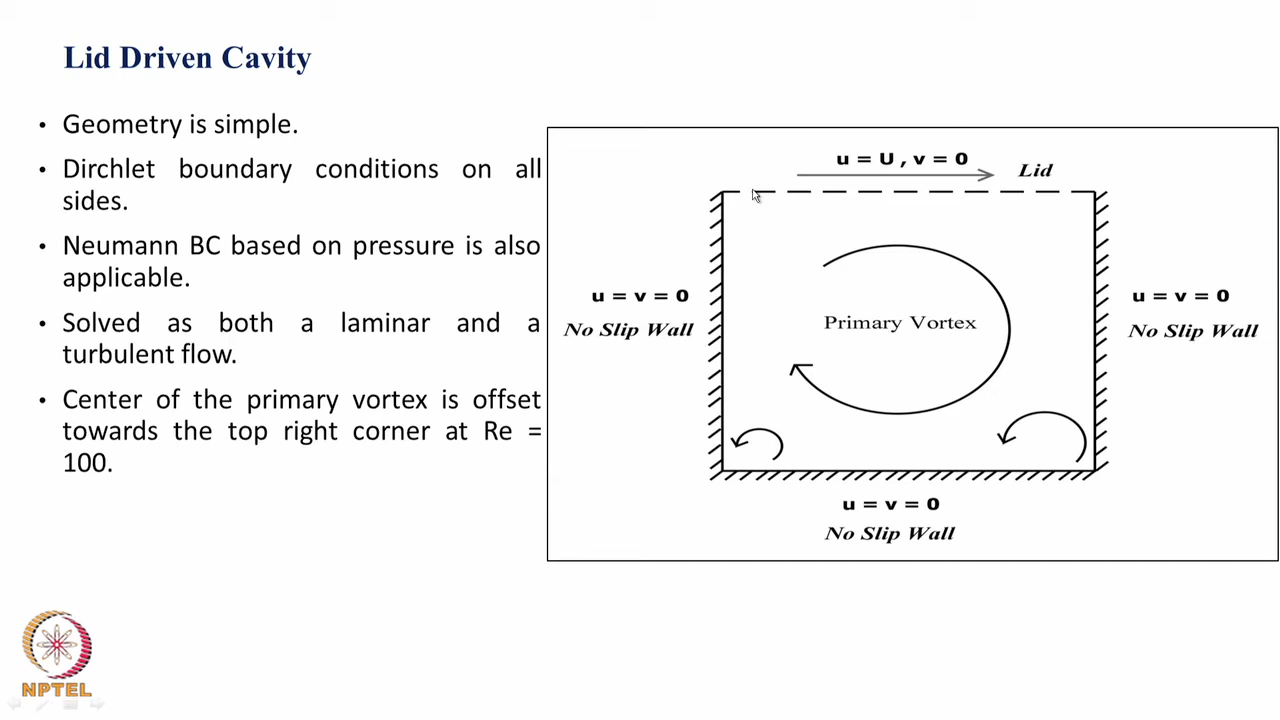 Lid Driven Cavity
• Geometry is simple.
• Dirchlet boundary conditions on all
sides.
• Neumann BC based on pressure is also
applicable.
• Solved as both a laminar and a
turbulent flow.
• Center of the primary vortex is offset
towards the top right corner at Re =
100.
u = U , v = 0
Lid
u = v = 0
No Slip Wall
Primary Vortex
u = v = 0
No Slip Wall
u = v = 0
No Slip Wall
NPTEL